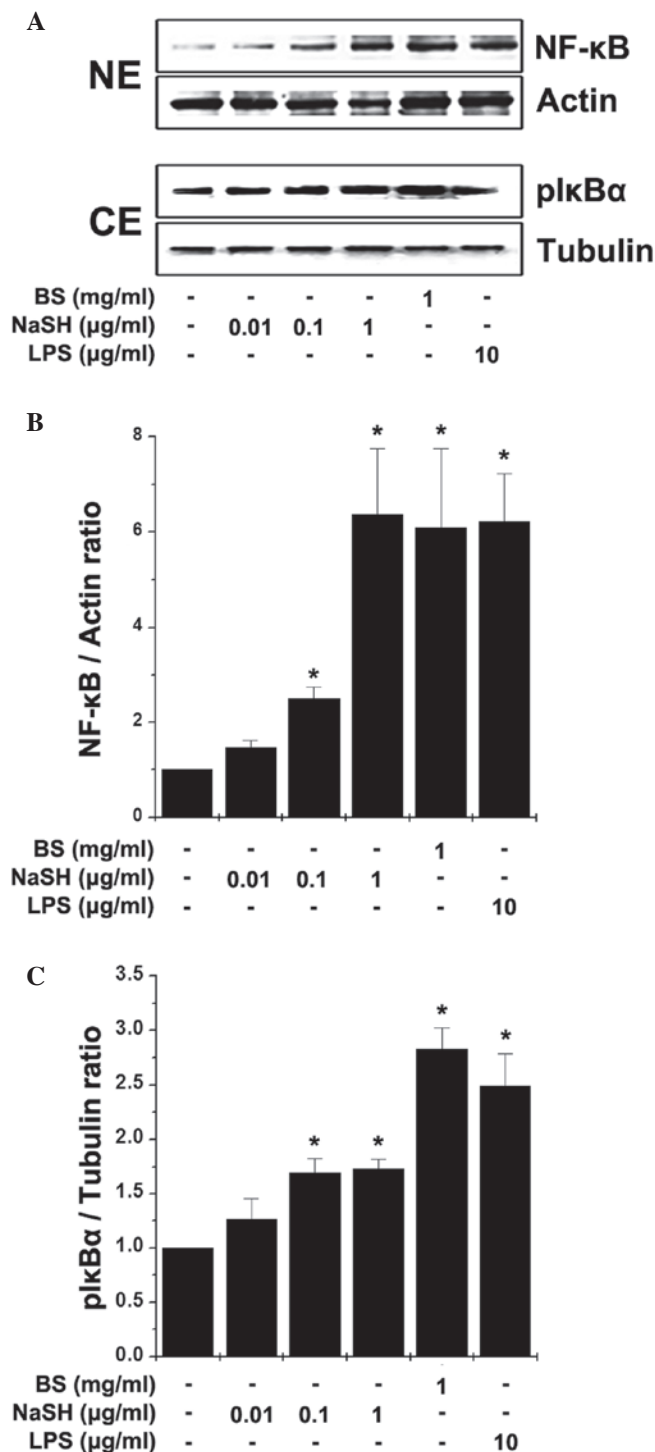 A
NE
NF-κB
Actin
CE
pIκBα
Tubulin
BS (mg/ml) - - - - 1 -
NaSH (µg/ml) - 0.01 0.1 1 - -
LPS (µg/ml) - - - - - 10
B
NF-κB / Actin ratio
8
6
4
2
0
* * * *
BS (mg/ml) - - - - 1 -
NaSH (µg/ml) - 0.01 0.1 1 - -
LPS (µg/ml) - - - - - 10
C
pIκBα / Tubulin ratio
3.5
3.0
2.5
2.0
1.5
1.0
0.5
0.0
* * * *
BS (mg/ml) - - - - 1 -
NaSH (µg/ml) - 0.01 0.1 1 - -
LPS (µg/ml) - - - - - 10